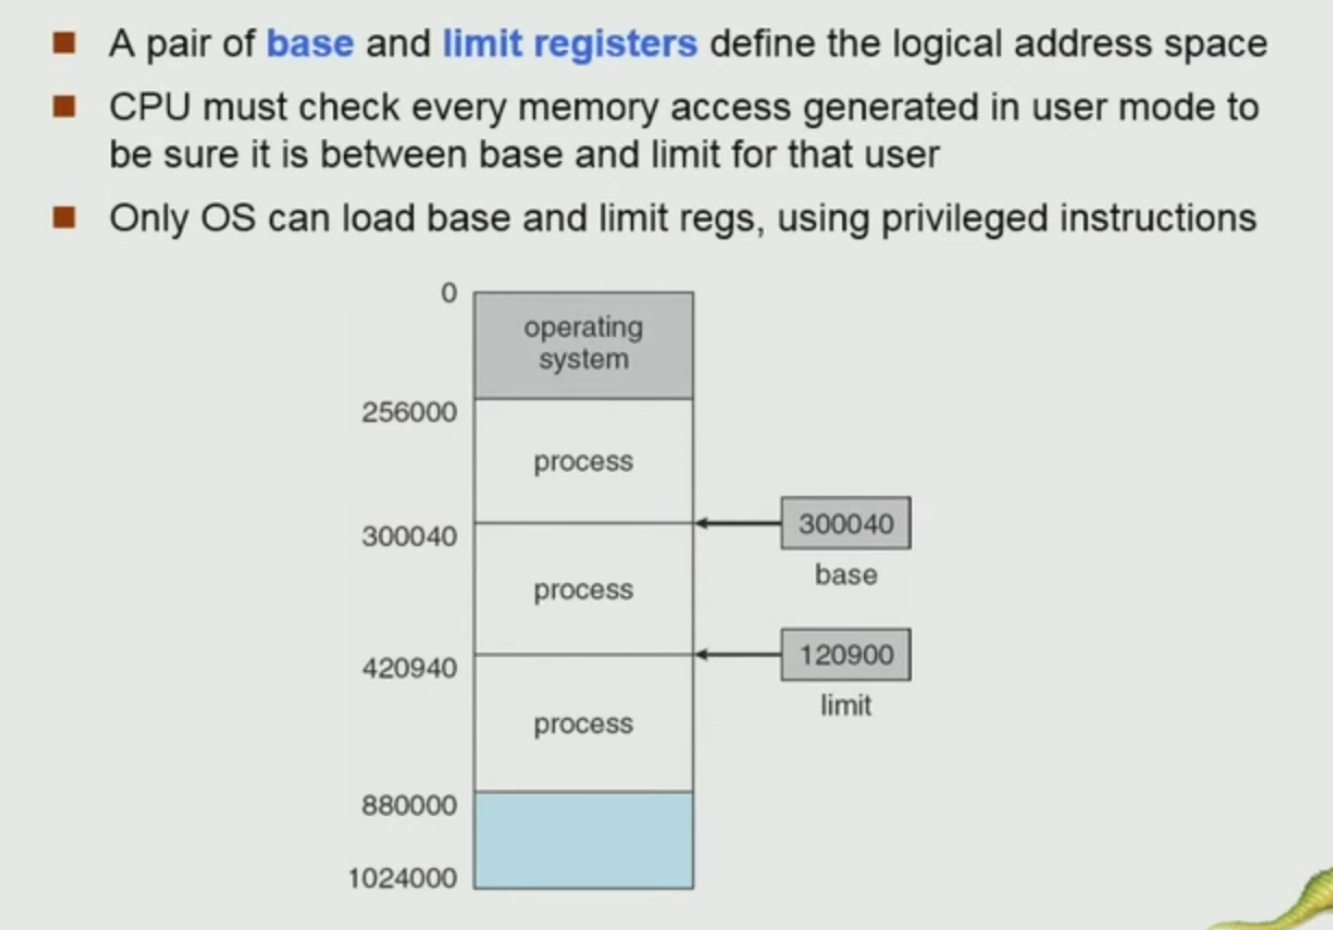 A pair of base and limit registers define the logical address space
CPU must check every memory access generated in user mode to
be sure it is between base and limit for that user
Only OS can load base and limit regs, using privileged instructions
0
operating
system
256000
process
300040
300040
base
process
120900
420940
limit
process
880000
1024000